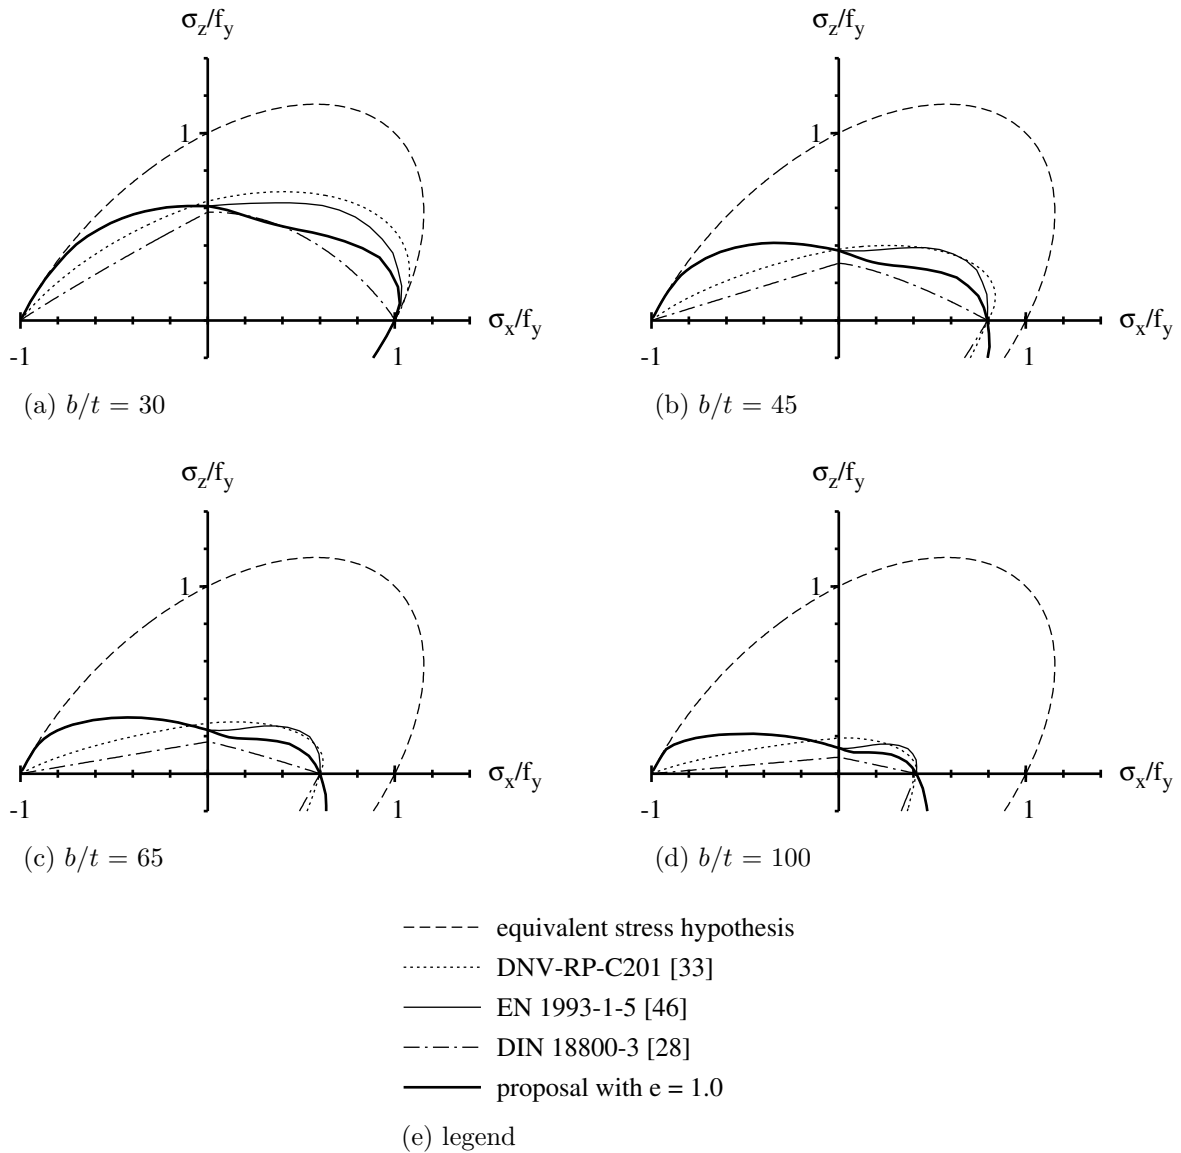 σz/fy
1
σx/fy
-1
1
(a) b/t = 30
σz/fy
1
σx/fy
-1
1
(b) b/t = 45
σz/fy
1
σx/fy
-1
1
(c) b/t = 65
σz/fy
1
σx/fy
-1
1
(d) b/t = 100
equivalent stress hypothesis
DNV-RP-C201 [33]
EN 1993-1-5 [46]
DIN 18800-3 [28]
proposal with e = 1.0
(e) legend